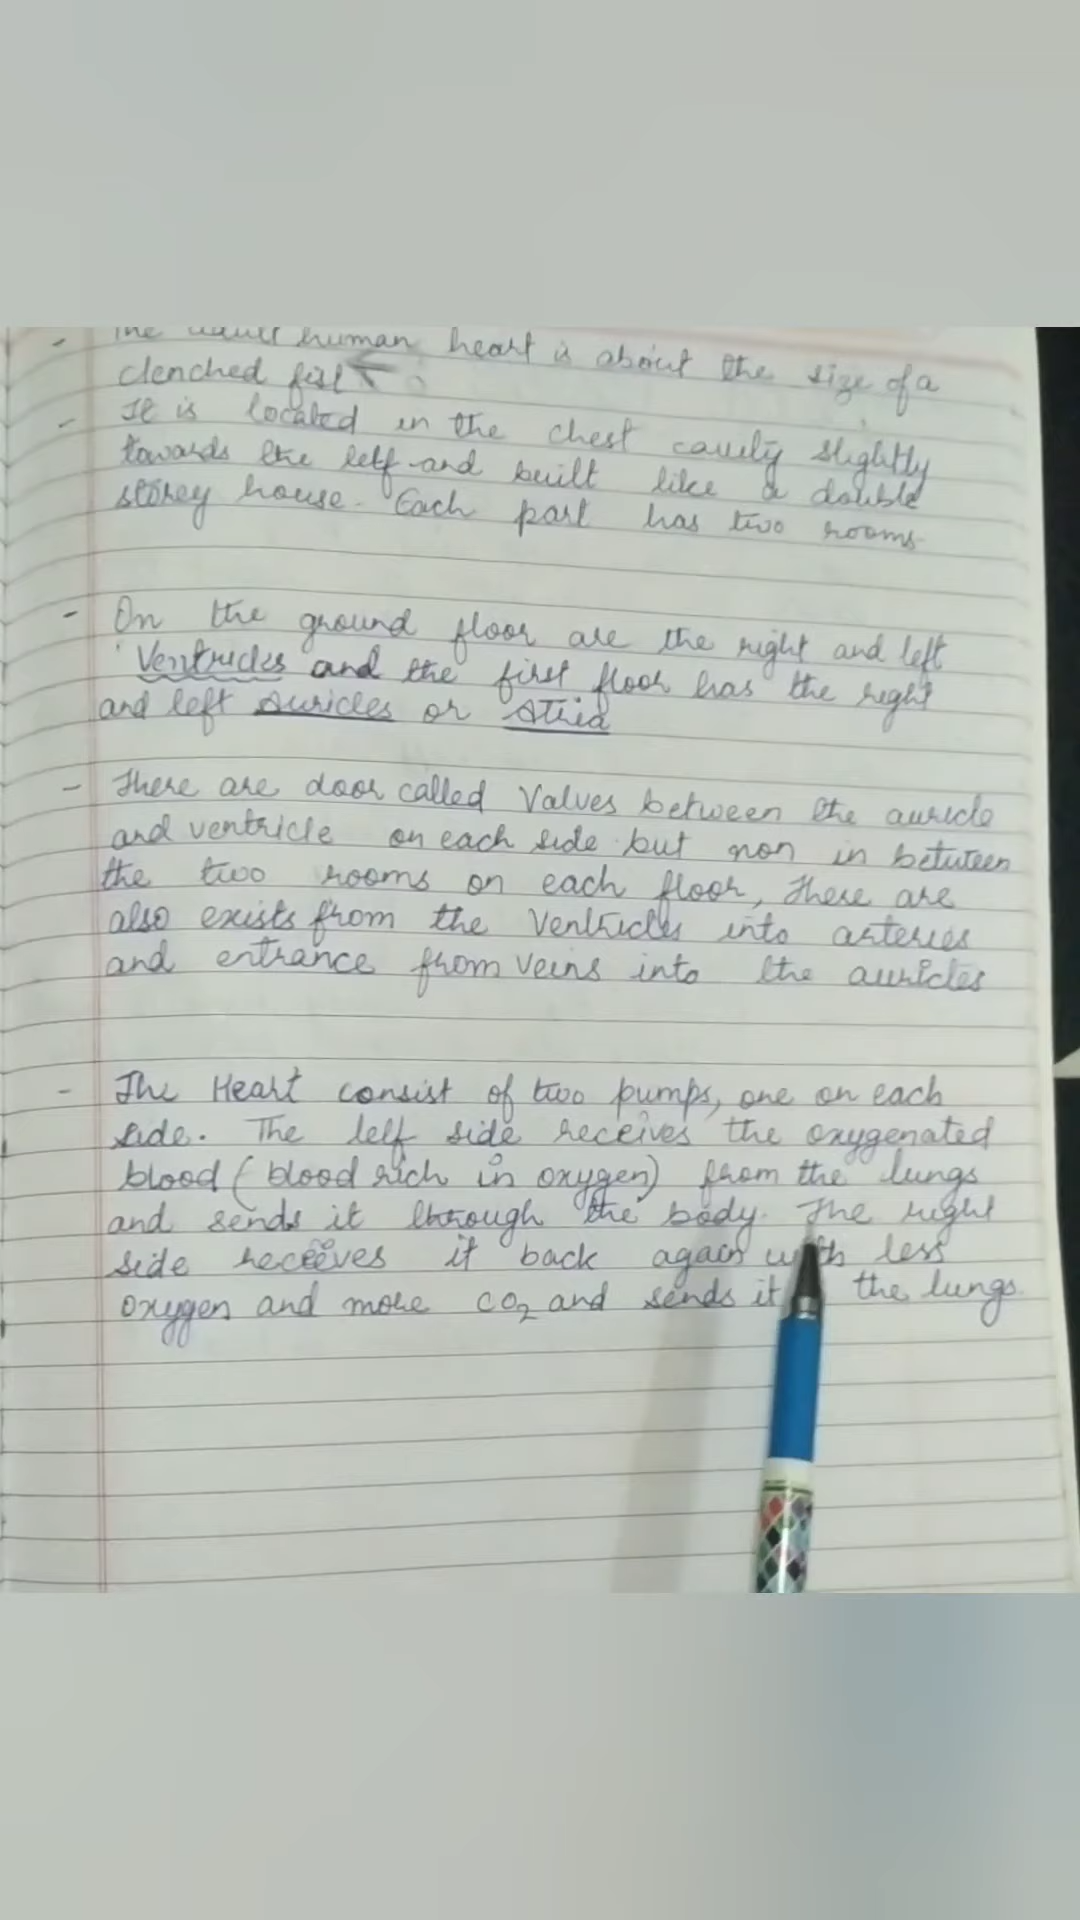 - The adult human heart is about the size of a
clenched fist
- It is located in the chest cavity slightly
towards the left and built like a double
storey house. Each part has two rooms.
- On the ground floor are the right and left
Ventricles and the first floor has the right
and left auricles or atria
- There are door called Valves between the auricle
and ventricle on each side but non in between
the two rooms on each floor, there are
also exists from the Ventricles into arteries
and entrance from veins into the auricles
- The Heart consist of two pumps, one on each
side. The left side receives the oxygenated
blood (blood rich in oxygen) from the lungs
and sends it through the body. The right
side receives it back again with less
oxygen and more CO2 and sends it the lungs.